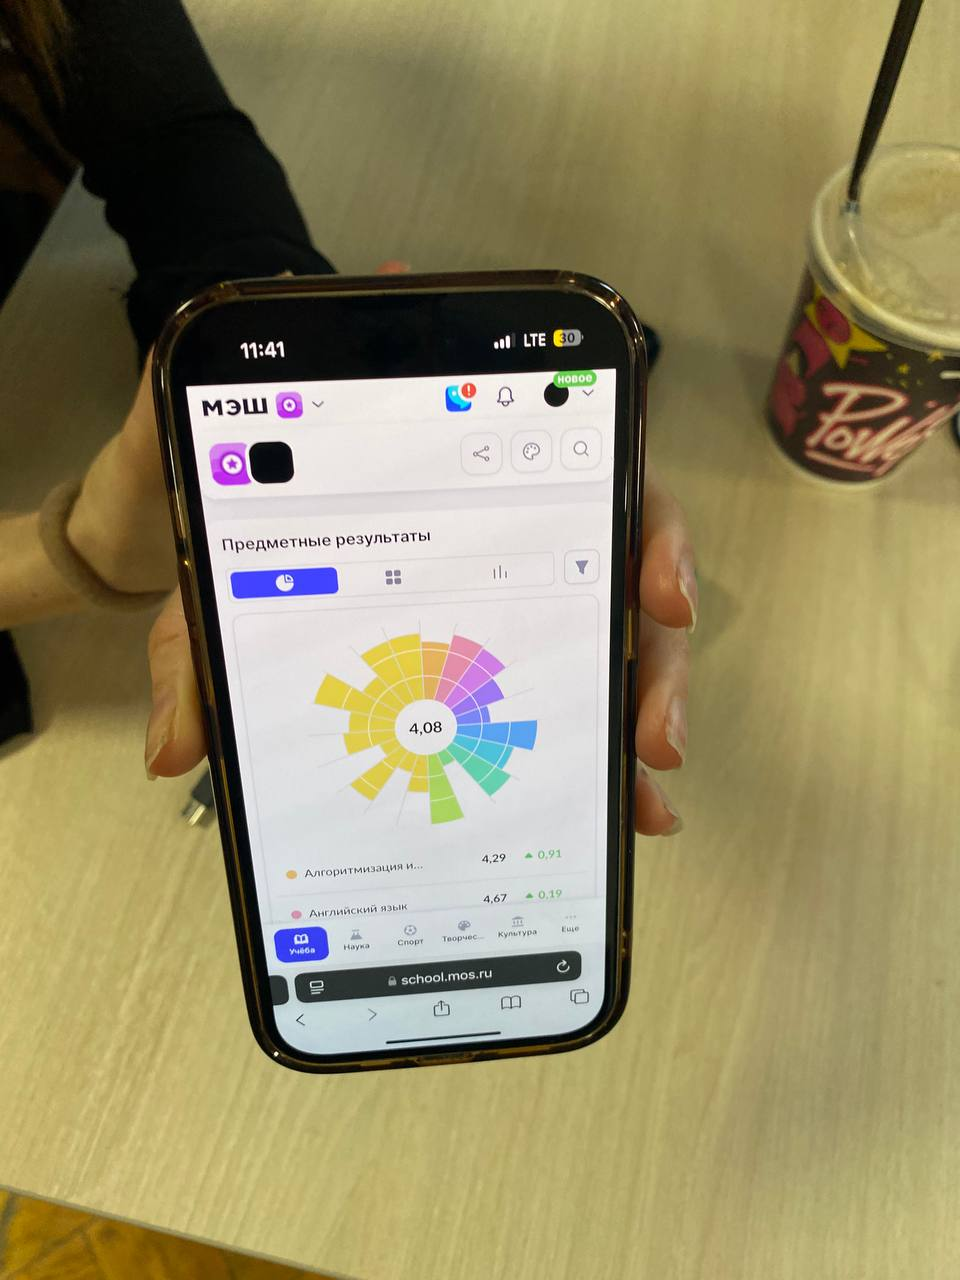 11:41
LTE 30
новое
МЭШ
Предметные результаты
4,08
Алгоритмизация и... 4,29 0,91
Английский язык 4,67 0,19
Учёба Наука Спорт Творчес... Культура Еще
school.mos.ru